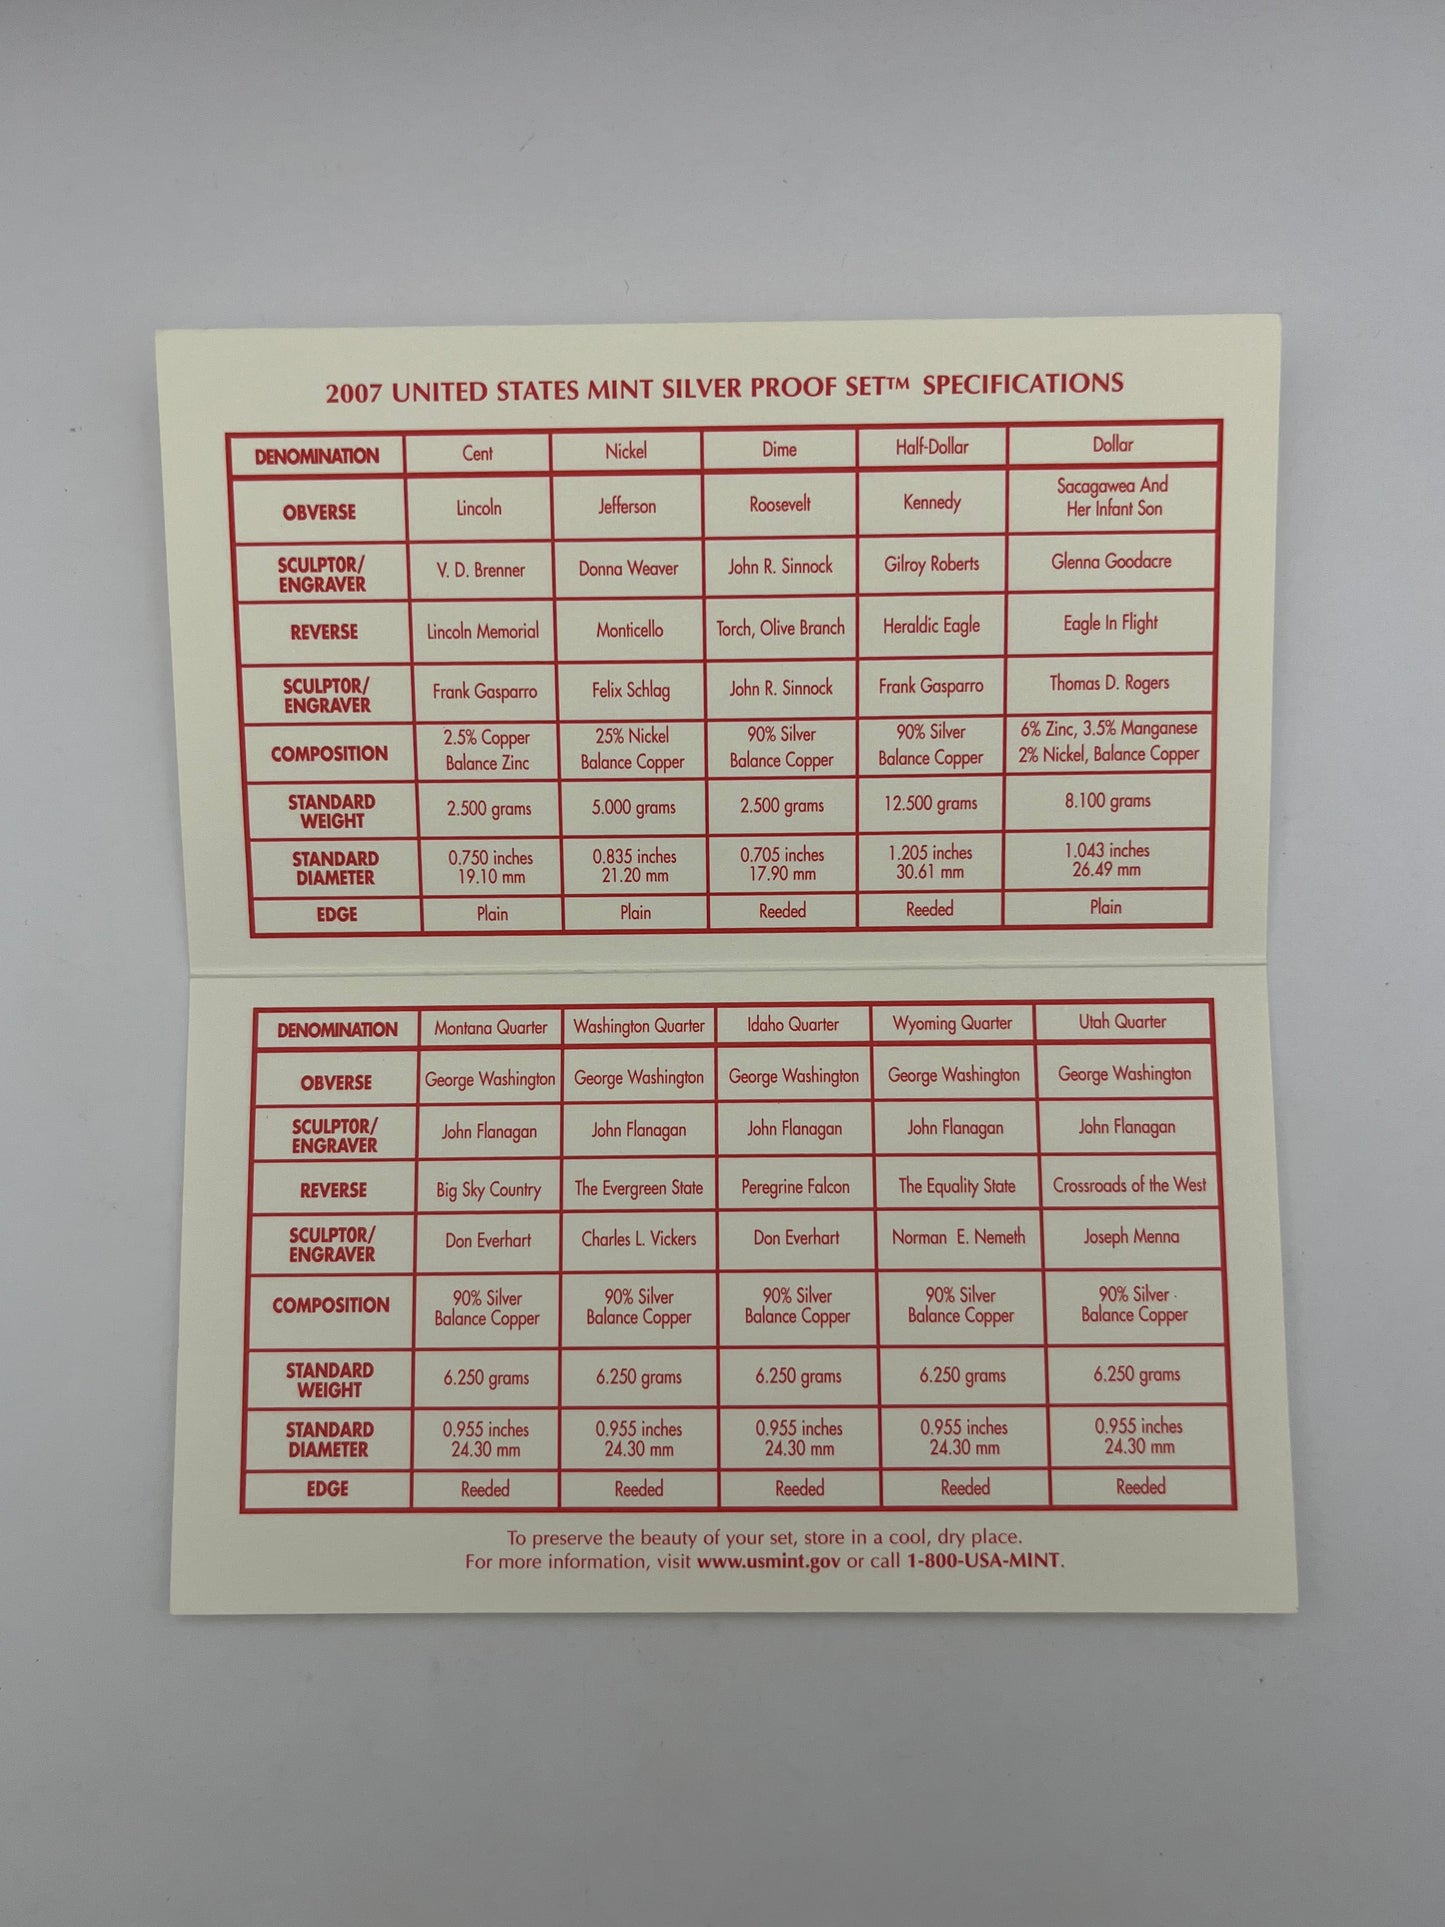 2007 UNITED STATES MINT SILVER PROOF SET™ SPECIFICATIONS
DENOMINATION Cent Nickel Dime Half-Dollar Dollar
OBVERSE Lincoln Jefferson Roosevelt Kennedy Sacagawea And
Her Infant Son
SCULPTOR/
ENGRAVER V. D. Brenner Donna Weaver John R. Sinnock Gilroy Roberts Glenna Goodacre
REVERSE Lincoln Memorial Monticello Torch, Olive Branch Heraldic Eagle Eagle In Flight
SCULPTOR/
ENGRAVER Frank Gasparro Felix Schlag John R. Sinnock Frank Gasparro Thomas D. Rogers
COMPOSITION 2.5% Copper 25% Nickel 90% Silver 90% Silver 6% Zinc, 3.5% Manganese
Balance Zinc Balance Copper Balance Copper Balance Copper 2% Nickel, Balance Copper
STANDARD
WEIGHT 2.500 grams 5.000 grams 2.500 grams 12.500 grams 8.100 grams
STANDARD 0.750 inches 0.835 inches 0.705 inches 1.205 inches 1.043 inches
DIAMETER 19.10 mm 21.20 mm 17.90 mm 30.61 mm 26.49 mm
EDGE Plain Plain Reeded Reeded Plain
DENOMINATION Montana Quarter Washington Quarter Idaho Quarter Wyoming Quarter Utah Quarter
OBVERSE George Washington George Washington George Washington George Washington George Washington
SCULPTOR/
ENGRAVER John Flanagan John Flanagan John Flanagan John Flanagan John Flanagan
REVERSE Big Sky Country The Evergreen State Peregrine Falcon The Equality State Crossroads of the West
SCULPTOR/
ENGRAVER Don Everhart Charles L. Vickers Don Everhart Norman E. Nemeth Joseph Menna
COMPOSITION 90% Silver 90% Silver 90% Silver 90% Silver 90% Silver
Balance Copper Balance Copper Balance Copper Balance Copper Balance Copper
STANDARD
WEIGHT 6.250 grams 6.250 grams 6.250 grams 6.250 grams 6.250 grams
STANDARD 0.955 inches 0.955 inches 0.955 inches 0.955 inches 0.955 inches
DIAMETER 24.30 mm 24.30 mm 24.30 mm 24.30 mm 24.30 mm
EDGE Reeded Reeded Reeded Reeded Reeded
To preserve the beauty of your set, store in a cool, dry place.
For more information, visit www.usmint.gov or call 1-800-USA-MINT.